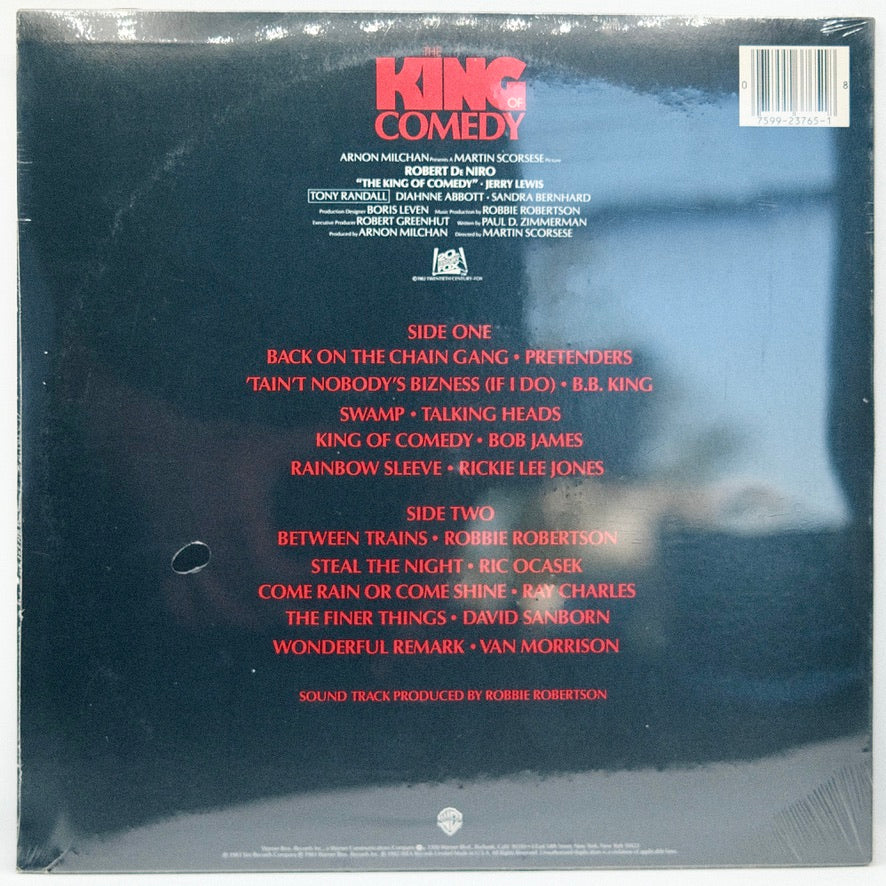 THE
KING
OF
COMEDY
0 8
7599-23765-1
ARNON MILCHAN Presents A MARTIN SCORSESE Picture
ROBERT De NIRO
"THE KING OF COMEDY" • JERRY LEWIS
TONY RANDALL DIAHNNE ABBOTT • SANDRA BERNHARD
Production Designer BORIS LEVEN Music Production by ROBBIE ROBERTSON
Executive Producer ROBERT GREENHUT Written by PAUL D. ZIMMERMAN
Produced by ARNON MILCHAN Directed by MARTIN SCORSESE
20
CENTURY
FOX
SIDE ONE
BACK ON THE CHAIN GANG • PRETENDERS
'TAIN'T NOBODY'S BIZNESS (IF I DO) • B.B. KING
SWAMP • TALKING HEADS
KING OF COMEDY • BOB JAMES
RAINBOW SLEEVE • RICKIE LEE JONES
SIDE TWO
BETWEEN TRAINS • ROBBIE ROBERTSON
STEAL THE NIGHT • RIC OCASEK
COME RAIN OR COME SHINE • RAY CHARLES
THE FINER THINGS • DAVID SANBORN
WONDERFUL REMARK • VAN MORRISON
SOUND TRACK PRODUCED BY ROBBIE ROBERTSON